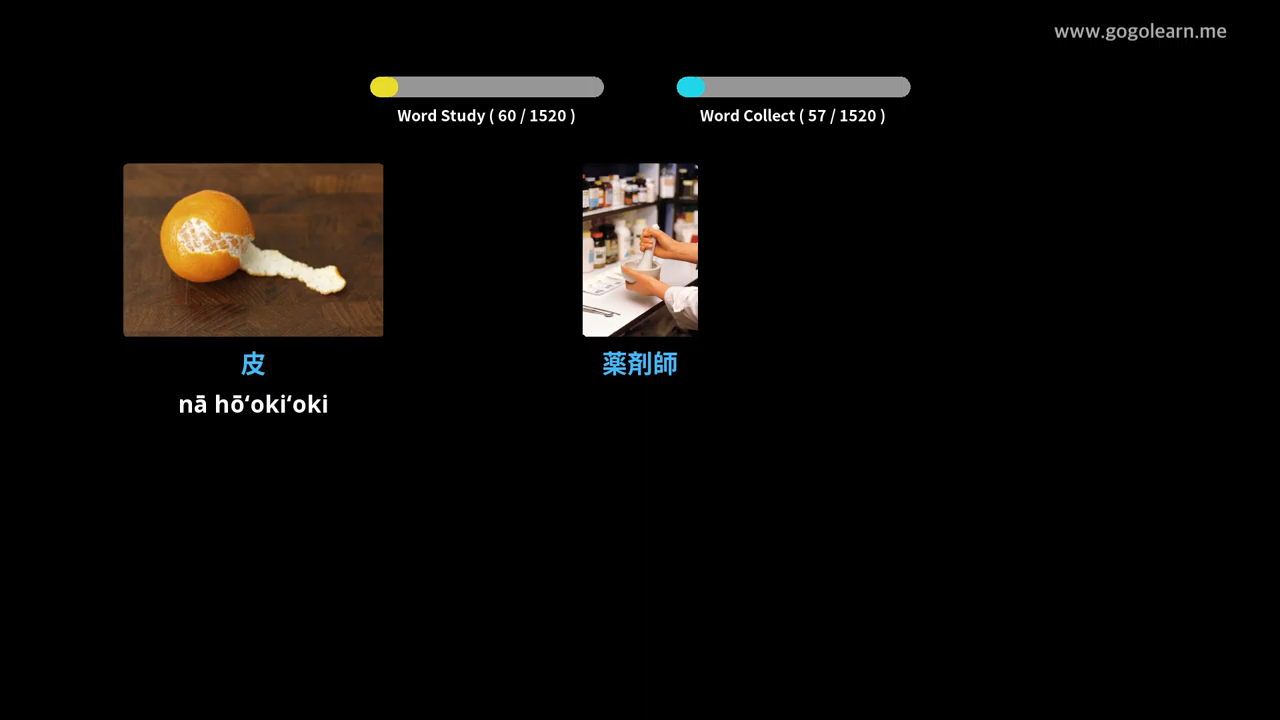 www.gogolearn.me
Word Study ( 60 / 1520 )
Word Collect ( 57 / 1520 )
皮
nā hōʻokiʻoki
薬剤師